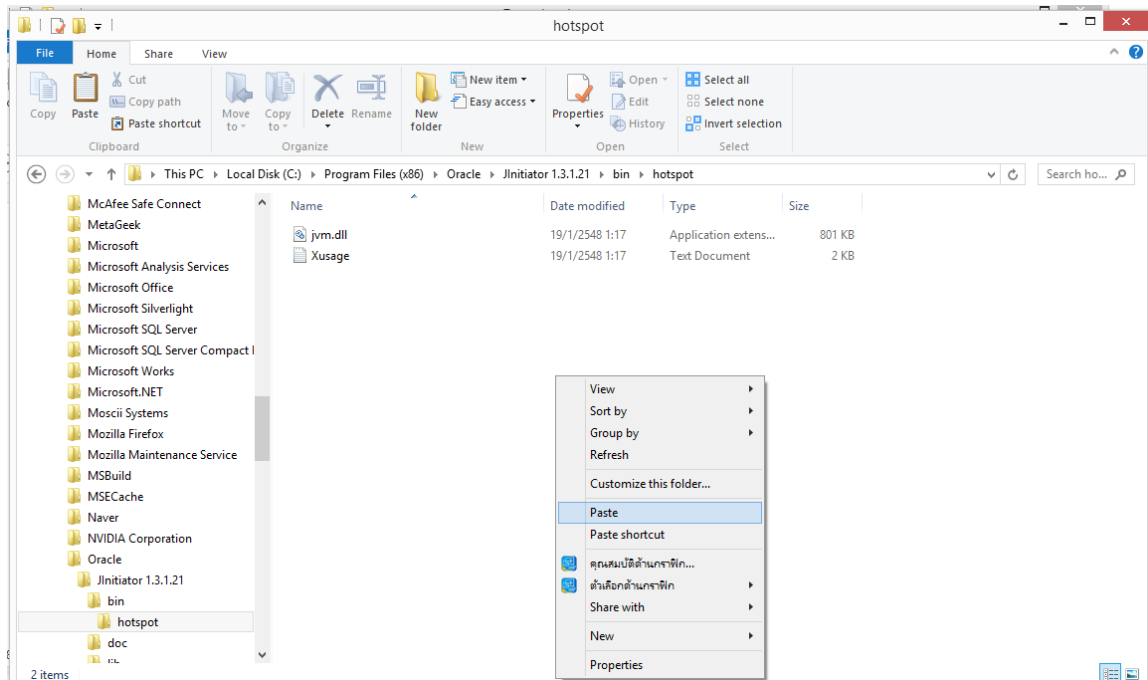 hotspot
File Home Share View
Copy
Paste
Cut
Copy path
Paste shortcut
Clipboard
Move to
Copy to
Delete
Rename
Organize
New folder
New item
Easy access
New
Properties
Open
Edit
History
Open
Select all
Select none
Invert selection
Select
This PC Local Disk (C:) Program Files (x86) Oracle JInitiator 1.3.1.21 bin hotspot
Search ho...
McAfee Safe Connect
MetaGeek
Microsoft
Microsoft Analysis Services
Microsoft Office
Microsoft Silverlight
Microsoft SQL Server
Microsoft SQL Server Compact
Microsoft Works
Microsoft.NET
Moscii Systems
Mozilla Firefox
Mozilla Maintenance Service
MSBuild
MSECache
Naver
NVIDIA Corporation
Oracle
JInitiator 1.3.1.21
bin
hotspot
doc
Name Date modified Type Size
jvm.dll 19/1/2548 1:17 Application extens... 801 KB
Xusage 19/1/2548 1:17 Text Document 2 KB
View
Sort by
Group by
Refresh
Customize this folder...
Paste
Paste shortcut
คุณสมบัติด้านกราฟิก...
ตัวเลือกด้านกราฟิก
Share with
New
Properties
2 items